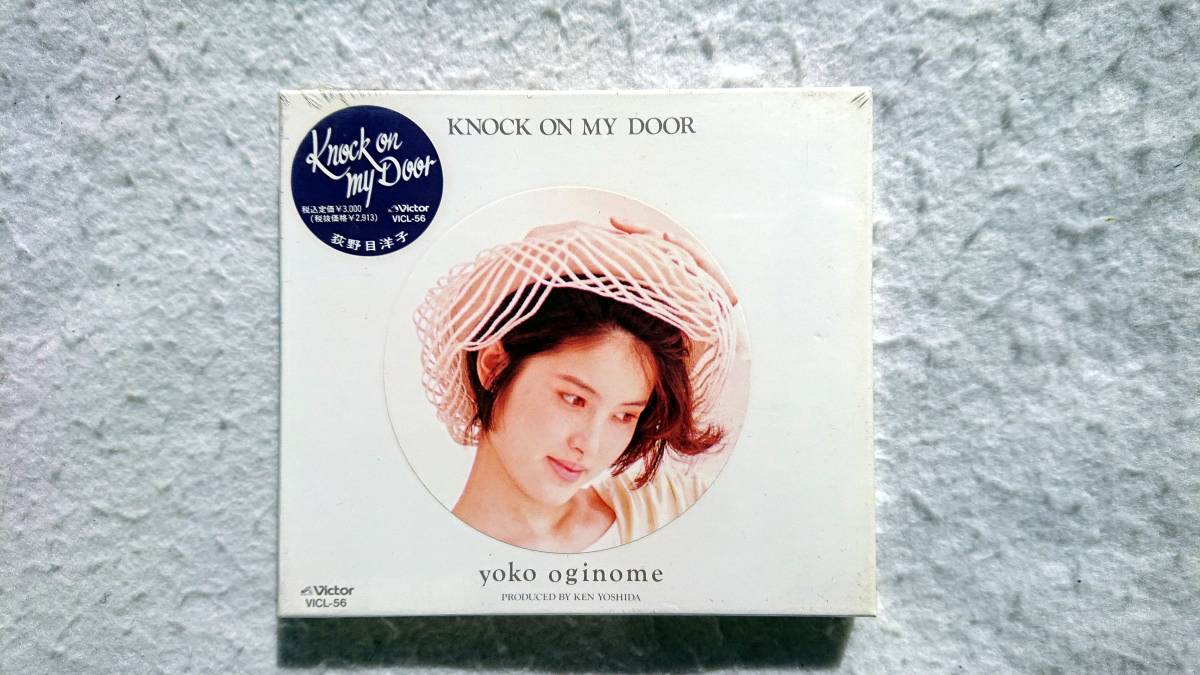 KNOCK ON MY DOOR
Knock on
my Door
税込定価¥3,000
(税抜価格¥2,913)
Victor
VICL-56
荻野目洋子
yoko oginome
PRODUCED BY KEN YOSHIDA
Victor
VICL-56